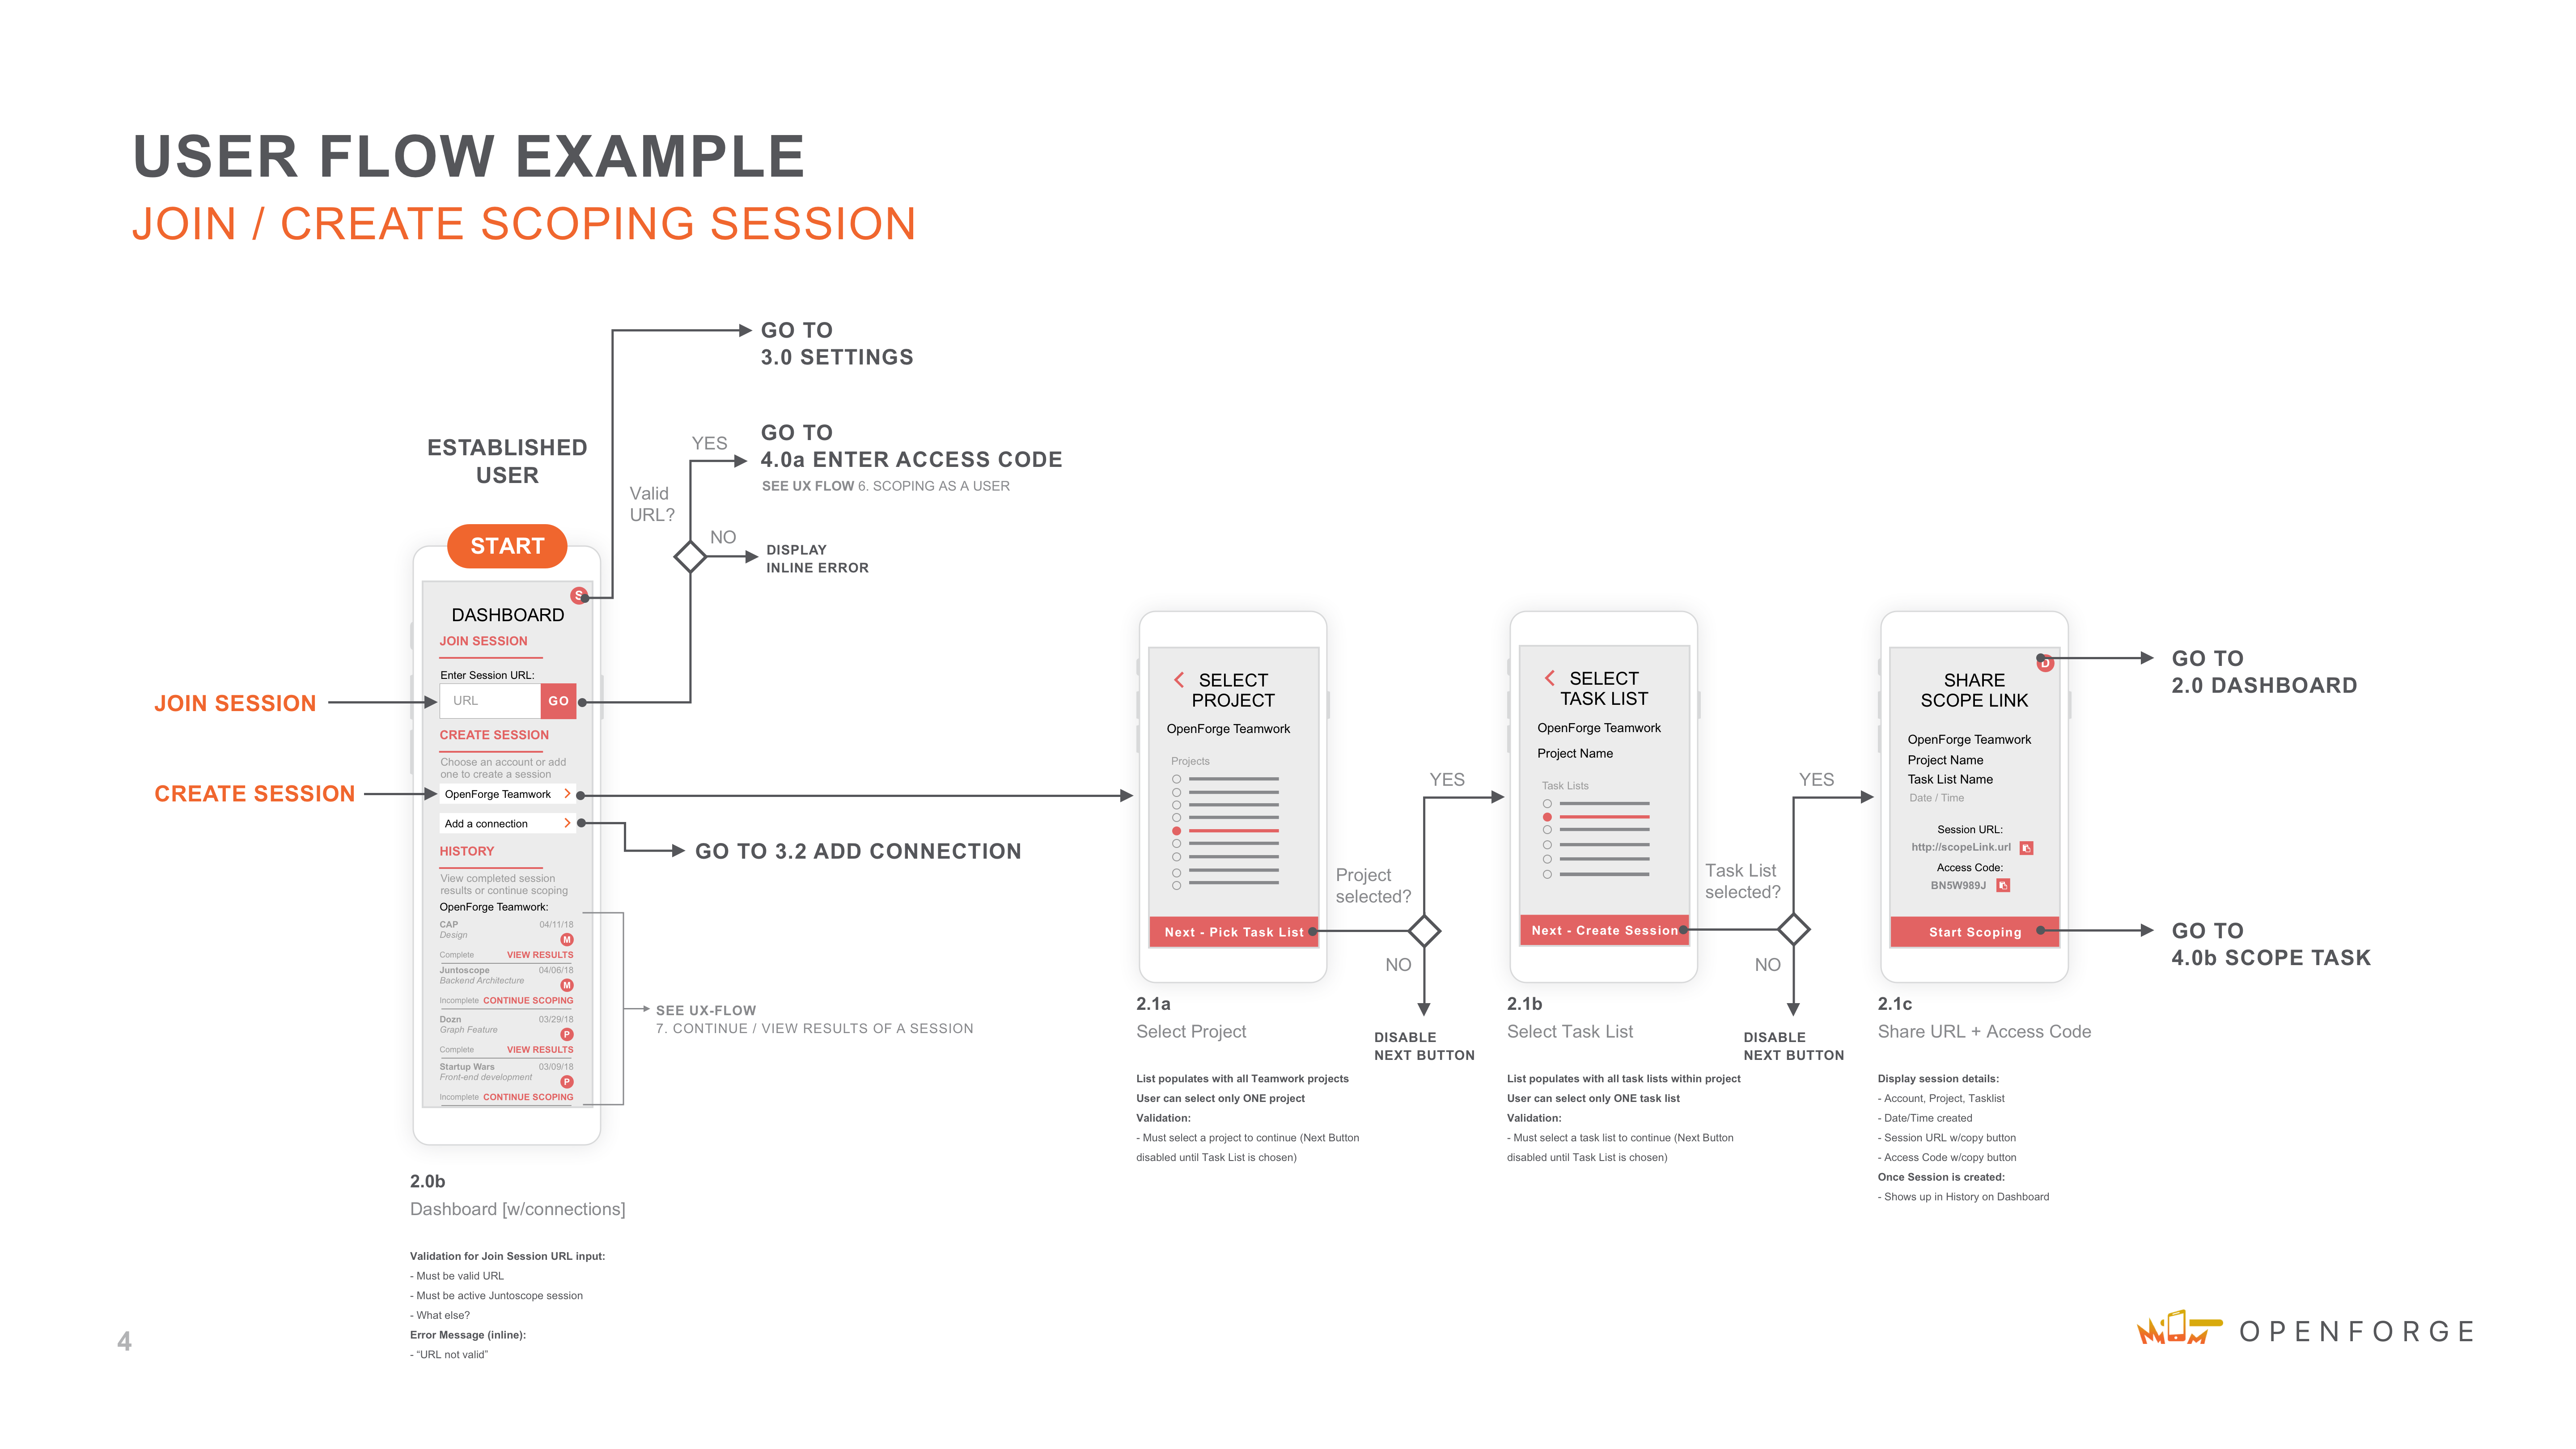 USER FLOW EXAMPLE
JOIN / CREATE SCOPING SESSION
GO TO
3.0 SETTINGS
ESTABLISHED
USER
Valid
URL?
YES
GO TO
4.0a ENTER ACCESS CODE
SEE UX FLOW 6. SCOPING AS A USER
NO
DISPLAY
INLINE ERROR
START
S
DASHBOARD
JOIN SESSION
Enter Session URL:
URL
GO
JOIN SESSION
CREATE SESSION
Choose an account or add
one to create a session
CREATE SESSION
OpenForge Teamwork
Add a connection
GO TO 3.2 ADD CONNECTION
HISTORY
View completed session
results or continue scoping
OpenForge Teamwork:
CAP 04/11/18
Design
M
Complete VIEW RESULTS
Juntoscope 04/06/18
Backend Architecture
M
Incomplete CONTINUE SCOPING
Dozn 03/29/18
Graph Feature
P
Complete VIEW RESULTS
Startup Wars 03/09/18
Front-end development
P
Incomplete CONTINUE SCOPING
SEE UX-FLOW
7. CONTINUE / VIEW RESULTS OF A SESSION
2.0b
Dashboard [w/connections]
Validation for Join Session URL input:
- Must be valid URL
- Must be active Juntoscope session
- What else?
Error Message (inline):
- “URL not valid”
SELECT
PROJECT
OpenForge Teamwork
Projects
Next - Pick Task List
Project
selected?
YES
NO
DISABLE
NEXT BUTTON
2.1a
Select Project
List populates with all Teamwork projects
User can select only ONE project
Validation:
- Must select a project to continue (Next Button
disabled until Task List is chosen)
SELECT
TASK LIST
OpenForge Teamwork
Project Name
Task Lists
Next - Create Session
Task List
selected?
YES
NO
DISABLE
NEXT BUTTON
2.1b
Select Task List
List populates with all task lists within project
User can select only ONE task list
Validation:
- Must select a task list to continue (Next Button
disabled until Task List is chosen)
D
SHARE
SCOPE LINK
OpenForge Teamwork
Project Name
Task List Name
Date / Time
Session URL:
http://scopeLink.url
Access Code:
BN5W989J
Start Scoping
GO TO
2.0 DASHBOARD
GO TO
4.0b SCOPE TASK
2.1c
Share URL + Access Code
Display session details:
- Account, Project, Tasklist
- Date/Time created
- Session URL w/copy button
- Access Code w/copy button
Once Session is created:
- Shows up in History on Dashboard
4
OPENFORGE